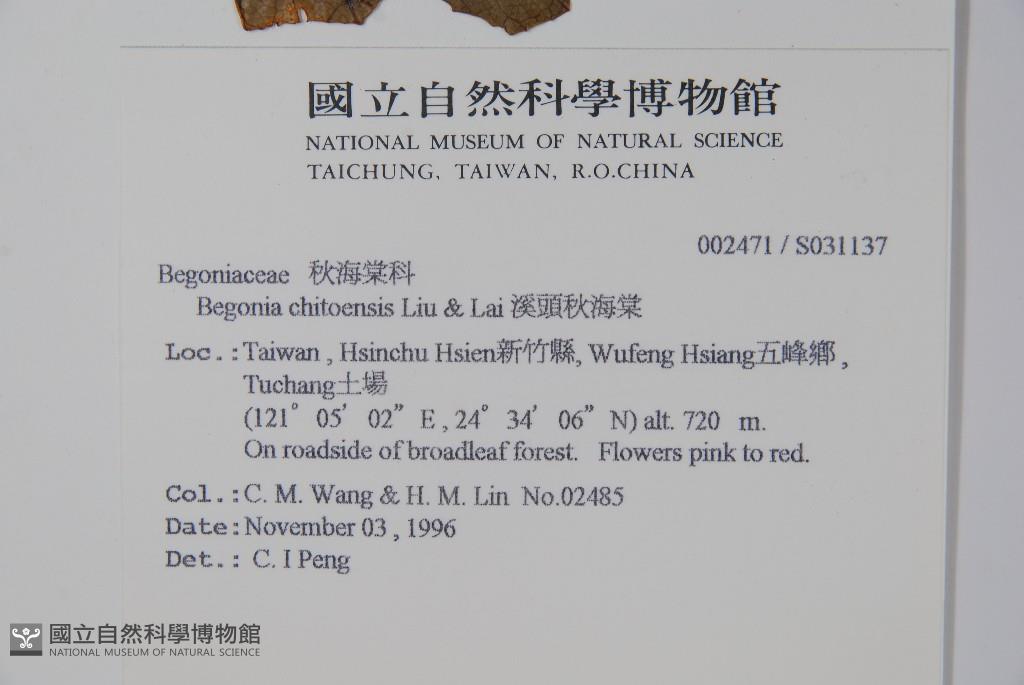 國立自然科學博物館
NATIONAL MUSEUM OF NATURAL SCIENCE
TAICHUNG, TAIWAN, R.O.CHINA
002471 / S031137
Begoniaceae 秋海棠科
Begonia chitoensis Liu & Lai 溪頭秋海棠
Loc.: Taiwan , Hsinchu Hsien新竹縣, Wufeng Hsiang五峰鄉 ,
Tuchang土場
(121° 05′ 02” E , 24° 34′ 06” N) alt. 720 m.
On roadside of broadleaf forest. Flowers pink to red.
Col.: C. M. Wang & H. M. Lin No.02485
Date: November 03 , 1996
Det.: C. I Peng
國立自然科學博物館
NATIONAL MUSEUM OF NATURAL SCIENCE